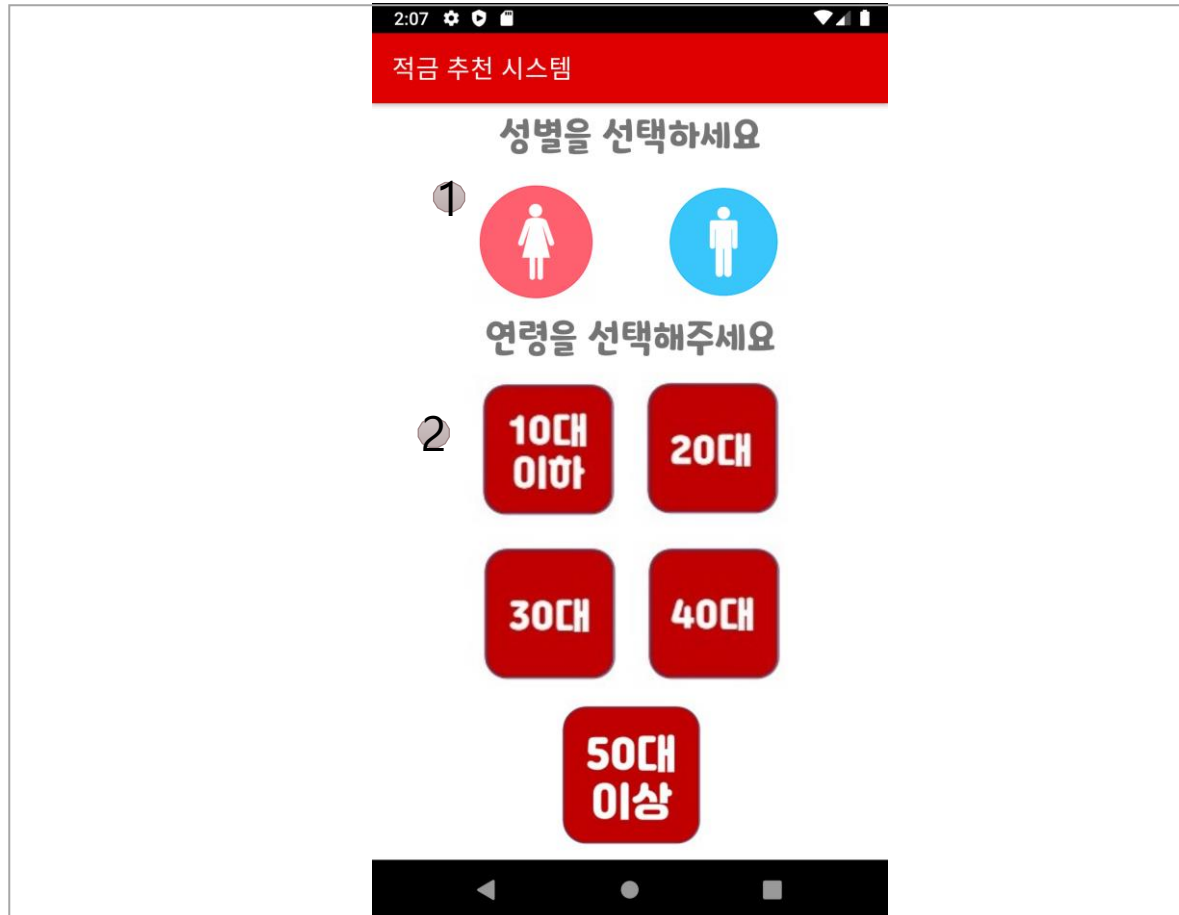 2:07
적금 추천 시스템
성별을 선택하세요
1
연령을 선택해주세요
2
10대
이하
20대
30대
40대
50대
이상